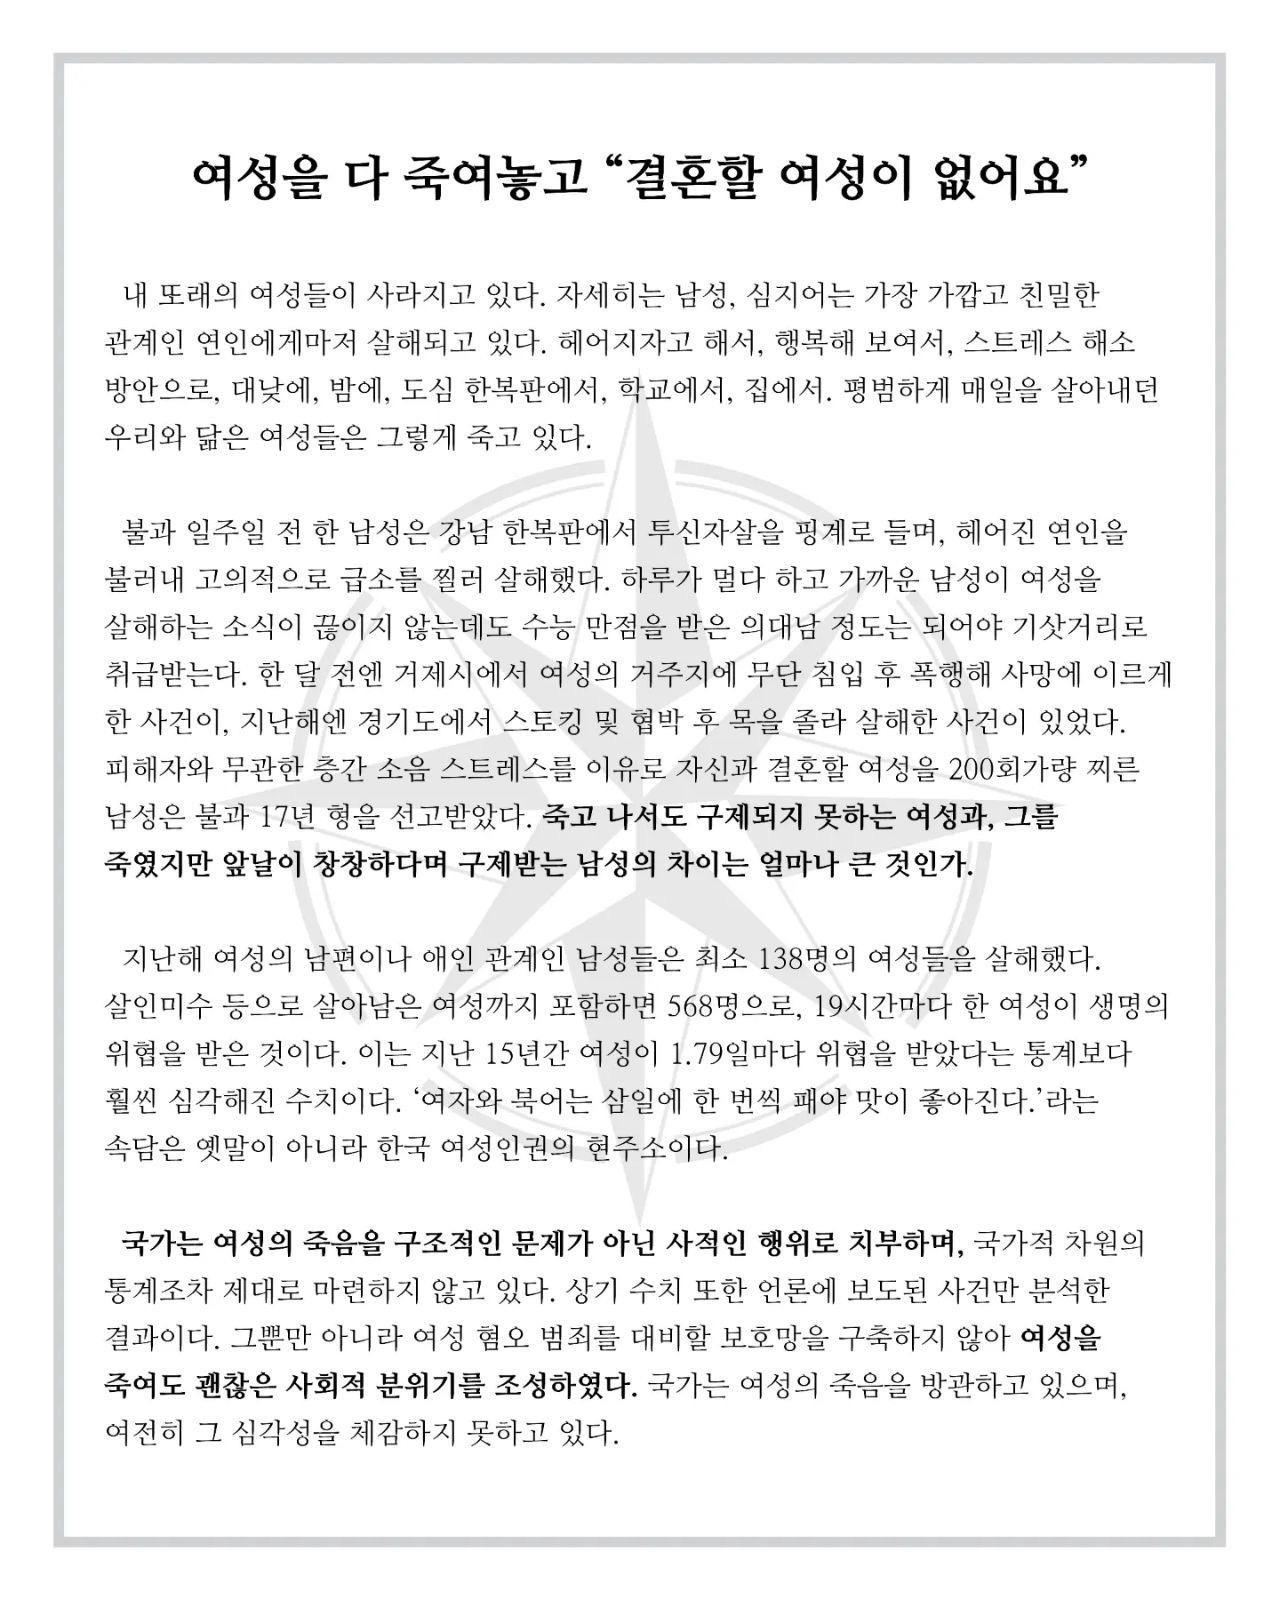 여성을 다 죽여놓고 “결혼할 여성이 없어요”
내 또래의 여성들이 사라지고 있다. 자세히는 남성, 심지어는 가장 가깝고 친밀한
관계인 연인에게마저 살해되고 있다. 헤어지자고 해서, 행복해 보여서, 스트레스 해소
방안으로, 대낮에, 밤에, 도심 한복판에서, 학교에서, 집에서. 평범하게 매일을 살아내던
우리와 닮은 여성들은 그렇게 죽고 있다.
불과 일주일 전 한 남성은 강남 한복판에서 투신자살을 핑계로 들며, 헤어진 연인을
불러내 고의적으로 급소를 찔러 살해했다. 하루가 멀다 하고 가까운 남성이 여성을
살해하는 소식이 끊이지 않는데도 수능 만점을 받은 의대남 정도는 되어야 기삿거리로
취급받는다. 한 달 전엔 거제시에서 여성의 거주지에 무단 침입 후 폭행해 사망에 이르게
한 사건이, 지난해엔 경기도에서 스토킹 및 협박 후 목을 졸라 살해한 사건이 있었다.
피해자와 무관한 층간 소음 스트레스를 이유로 자신과 결혼할 여성을 200회가량 찌른
남성은 불과 17년 형을 선고받았다. 죽고 나서도 구제되지 못하는 여성과, 그를
죽였지만 앞날이 창창하다며 구제받는 남성의 차이는 얼마나 큰 것인가.
지난해 여성의 남편이나 애인 관계인 남성들은 최소 138명의 여성들을 살해했다.
살인미수 등으로 살아남은 여성까지 포함하면 568명으로, 19시간마다 한 여성이 생명의
위협을 받은 것이다. 이는 지난 15년간 여성이 1.79일마다 위협을 받았다는 통계보다
훨씬 심각해진 수치이다. ‘여자와 북어는 삼일에 한 번씩 패야 맛이 좋아진다.’라는
속담은 옛말이 아니라 한국 여성인권의 현주소이다.
국가는 여성의 죽음을 구조적인 문제가 아닌 사적인 행위로 치부하며, 국가적 차원의
통계조차 제대로 마련하지 않고 있다. 상기 수치 또한 언론에 보도된 사건만 분석한
결과이다. 그뿐만 아니라 여성 혐오 범죄를 대비할 보호망을 구축하지 않아 여성을
죽여도 괜찮은 사회적 분위기를 조성하였다. 국가는 여성의 죽음을 방관하고 있으며,
여전히 그 심각성을 체감하지 못하고 있다.